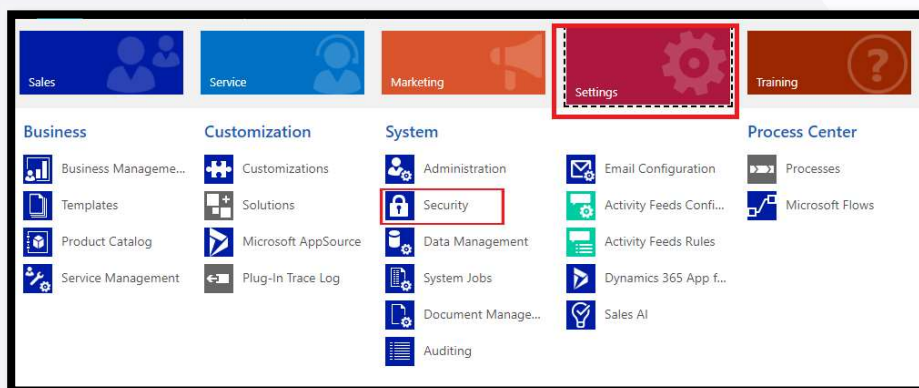 Sales
Service
Marketing
Settings
Training
Business
Business Manageme...
Templates
Product Catalog
Service Management
Customization
Customizations
Solutions
Microsoft AppSource
Plug-In Trace Log
System
Administration
Security
Data Management
System Jobs
Document Manage...
Auditing
Email Configuration
Activity Feeds Confi...
Activity Feeds Rules
Dynamics 365 App f...
Sales AI
Process Center
Processes
Microsoft Flows